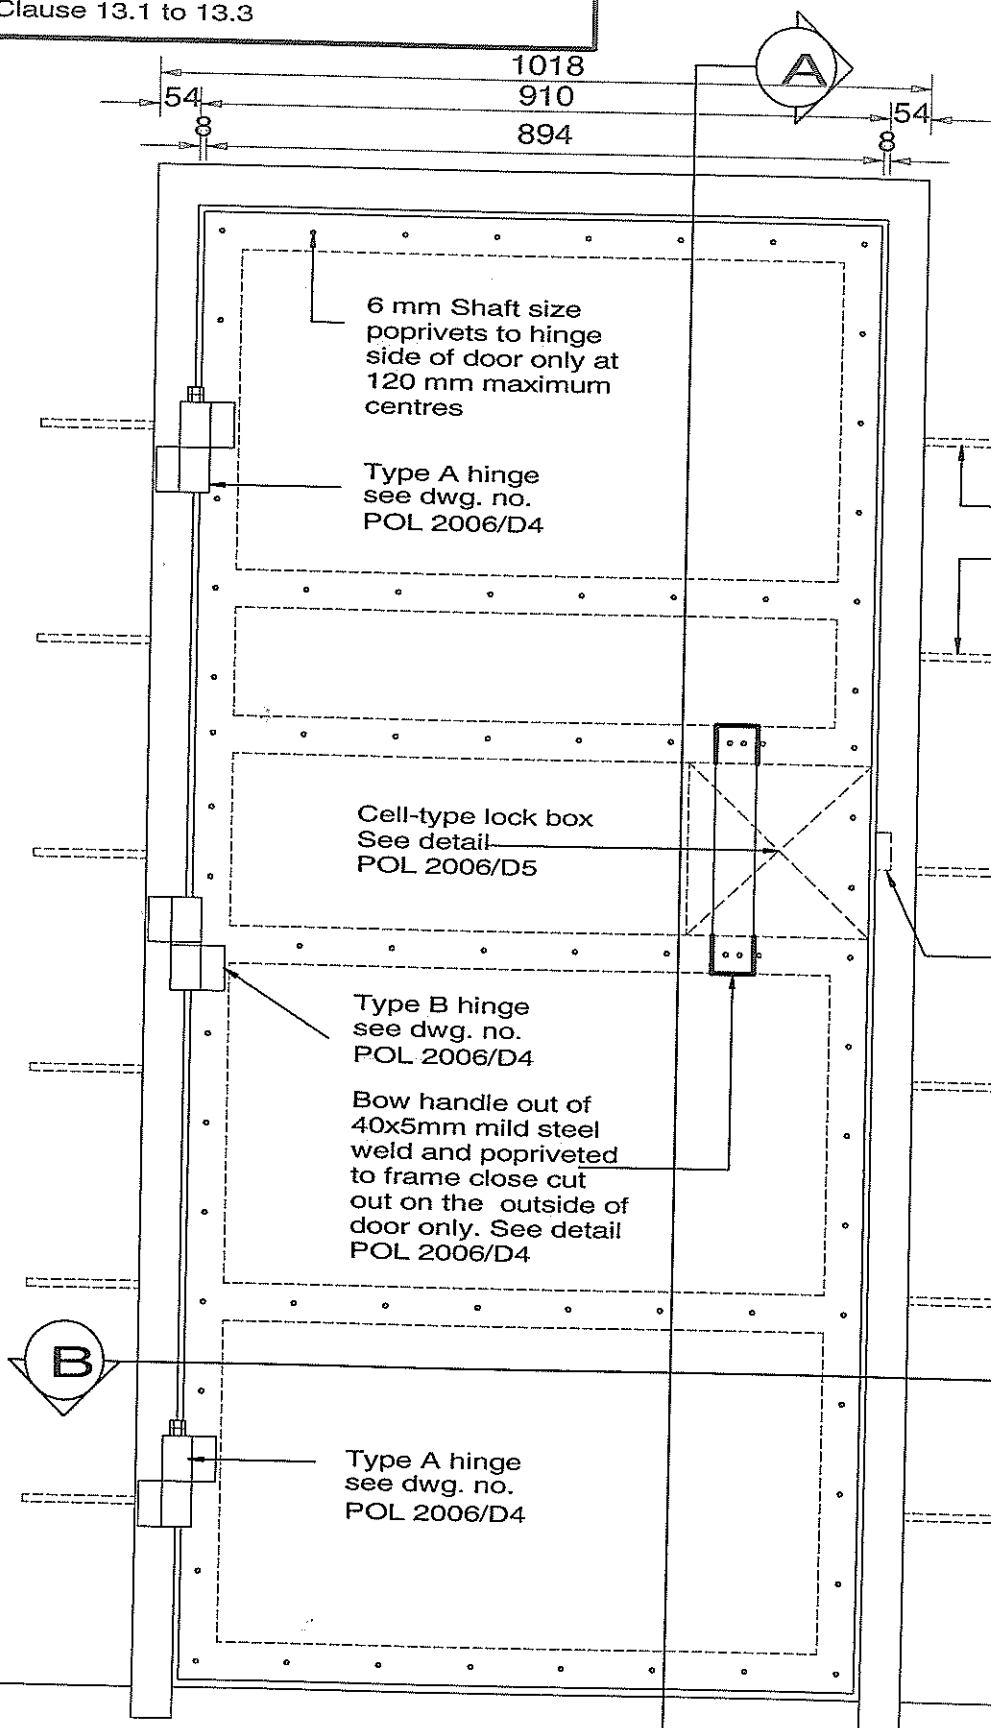 Clause 13.1 to 13.3
1018
A
54
910
54
8
894
8
6 mm Shaft size
poprivets to hinge
side of door only at
120 mm maximum
centres
Type A hinge
see dwg. no.
POL 2006/D4
Cell-type lock box
See detail
POL 2006/D5
Type B hinge
see dwg. no.
POL 2006/D4
Bow handle out of
40x5mm mild steel
weld and popriveted
to frame close cut
out on the outside of
door only. See detail
POL 2006/D4
B
Type A hinge
see dwg. no.
POL 2006/D4